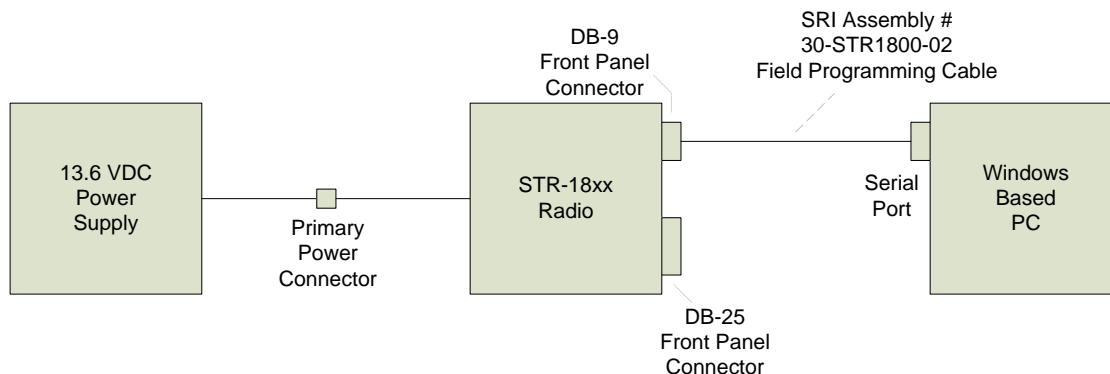 SRI Assembly #
30-STR1800-02
Field Programming Cable
DB-9
Front Panel
Connector
13.6 VDC
Power
Supply
Primary
Power
Connector
STR-18xx
Radio
Serial
Port
Windows
Based
PC
DB-25
Front Panel
Connector